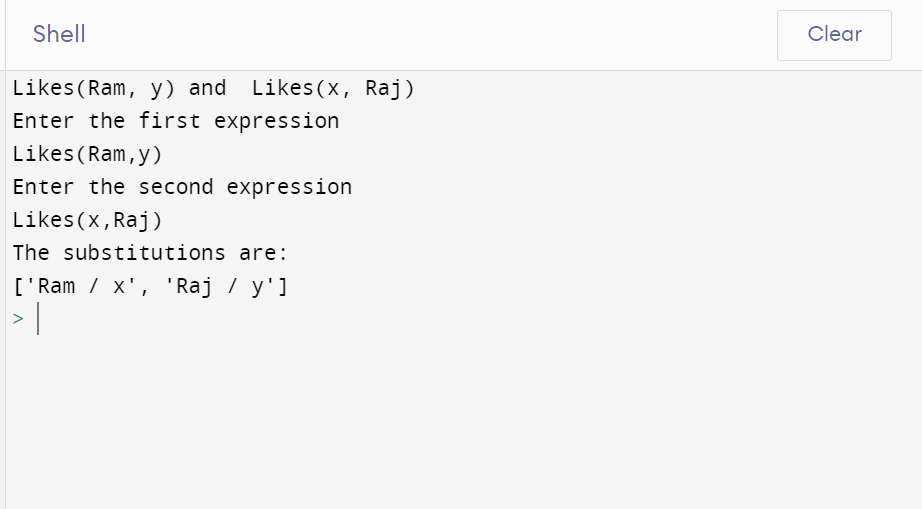 Shell
Clear
Likes(Ram, y) and  Likes(x, Raj)
Enter the first expression
Likes(Ram,y)
Enter the second expression
Likes(x,Raj)
The substitutions are:
['Ram / x', 'Raj / y']
>